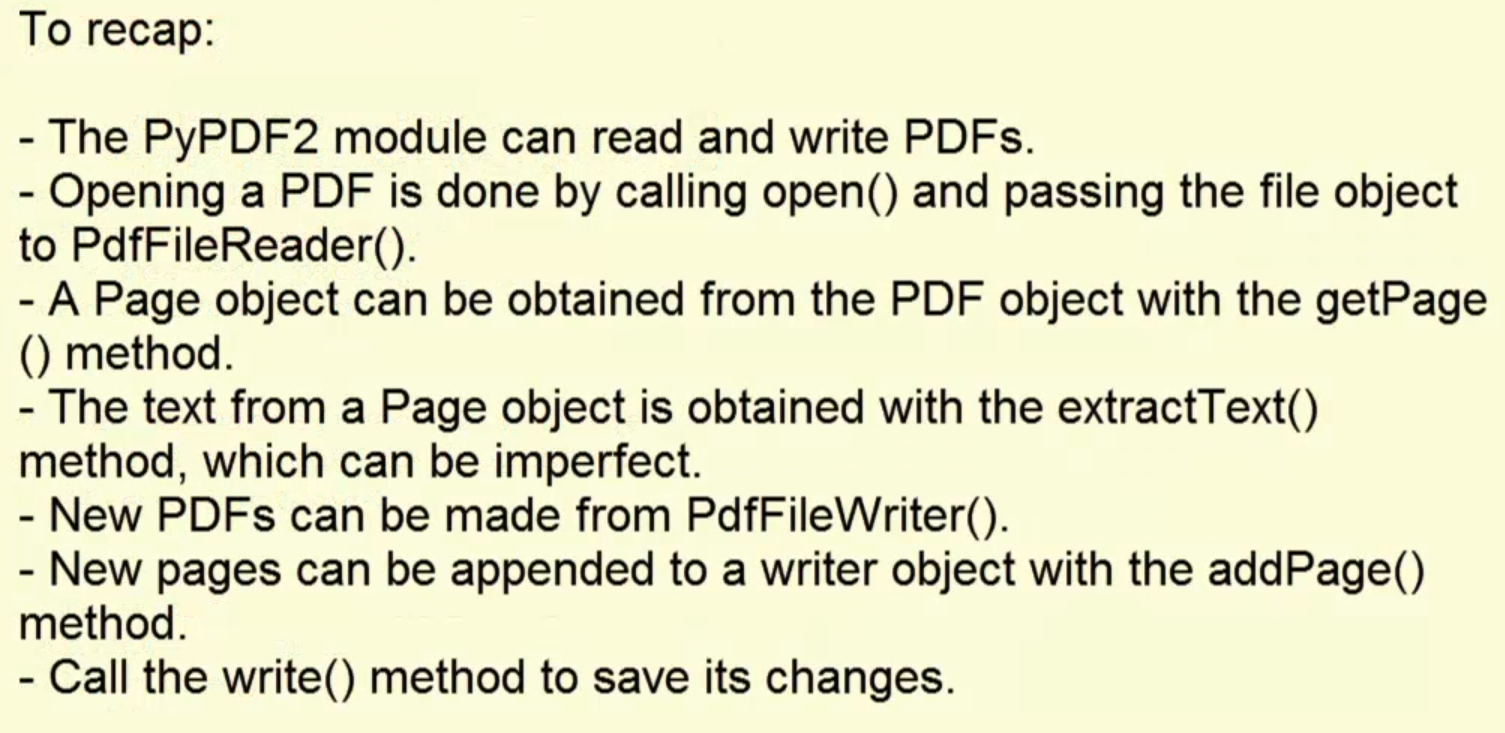 To recap:
- The PyPDF2 module can read and write PDFs.
- Opening a PDF is done by calling open() and passing the file object
to PdfFileReader().
- A Page object can be obtained from the PDF object with the getPage
() method.
- The text from a Page object is obtained with the extractText()
method, which can be imperfect.
- New PDFs can be made from PdfFileWriter().
- New pages can be appended to a writer object with the addPage()
method.
- Call the write() method to save its changes.